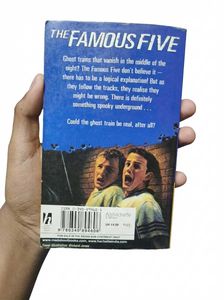 THE FAMOUS FIVE
Ghost trains that vanish in the middle of the
night? The Famous Five don't believe it –
there has to be a logical explanation! But as
they follow the tracks, they realise they
might be wrong. There is definitely
something spooky underground . . .
Could the ghost train be real, after all?